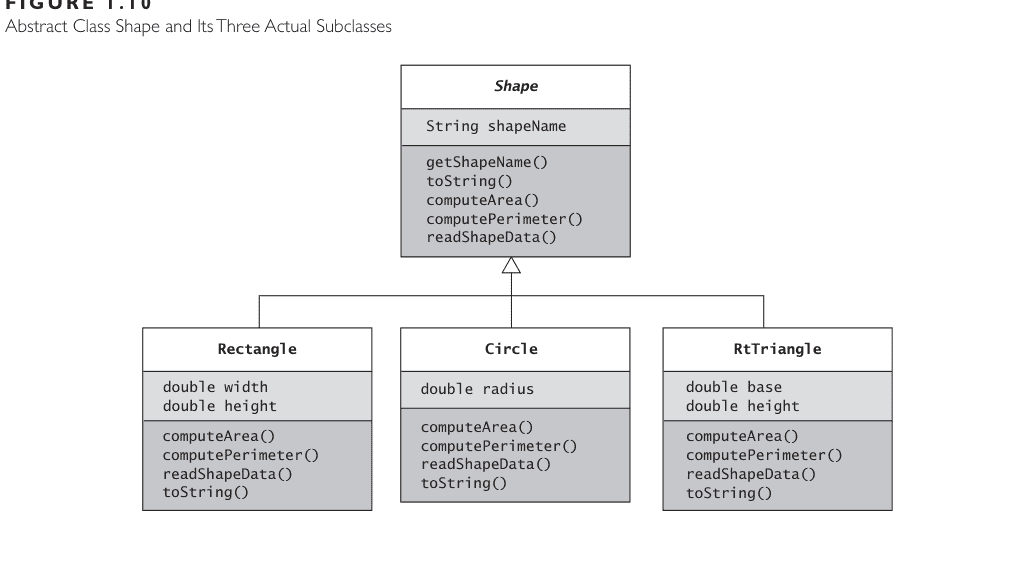 FIGURE 1.10
Abstract Class Shape and Its Three Actual Subclasses
Shape
String shapeName
getShapeName()
toString()
computeArea()
computePerimeter()
readShapeData()
Rectangle
double width
double height
computeArea()
computePerimeter()
readShapeData()
toString()
Circle
double radius
computeArea()
computePerimeter()
readShapeData()
toString()
RtTriangle
double base
double height
computeArea()
computePerimeter()
readShapeData()
toString()